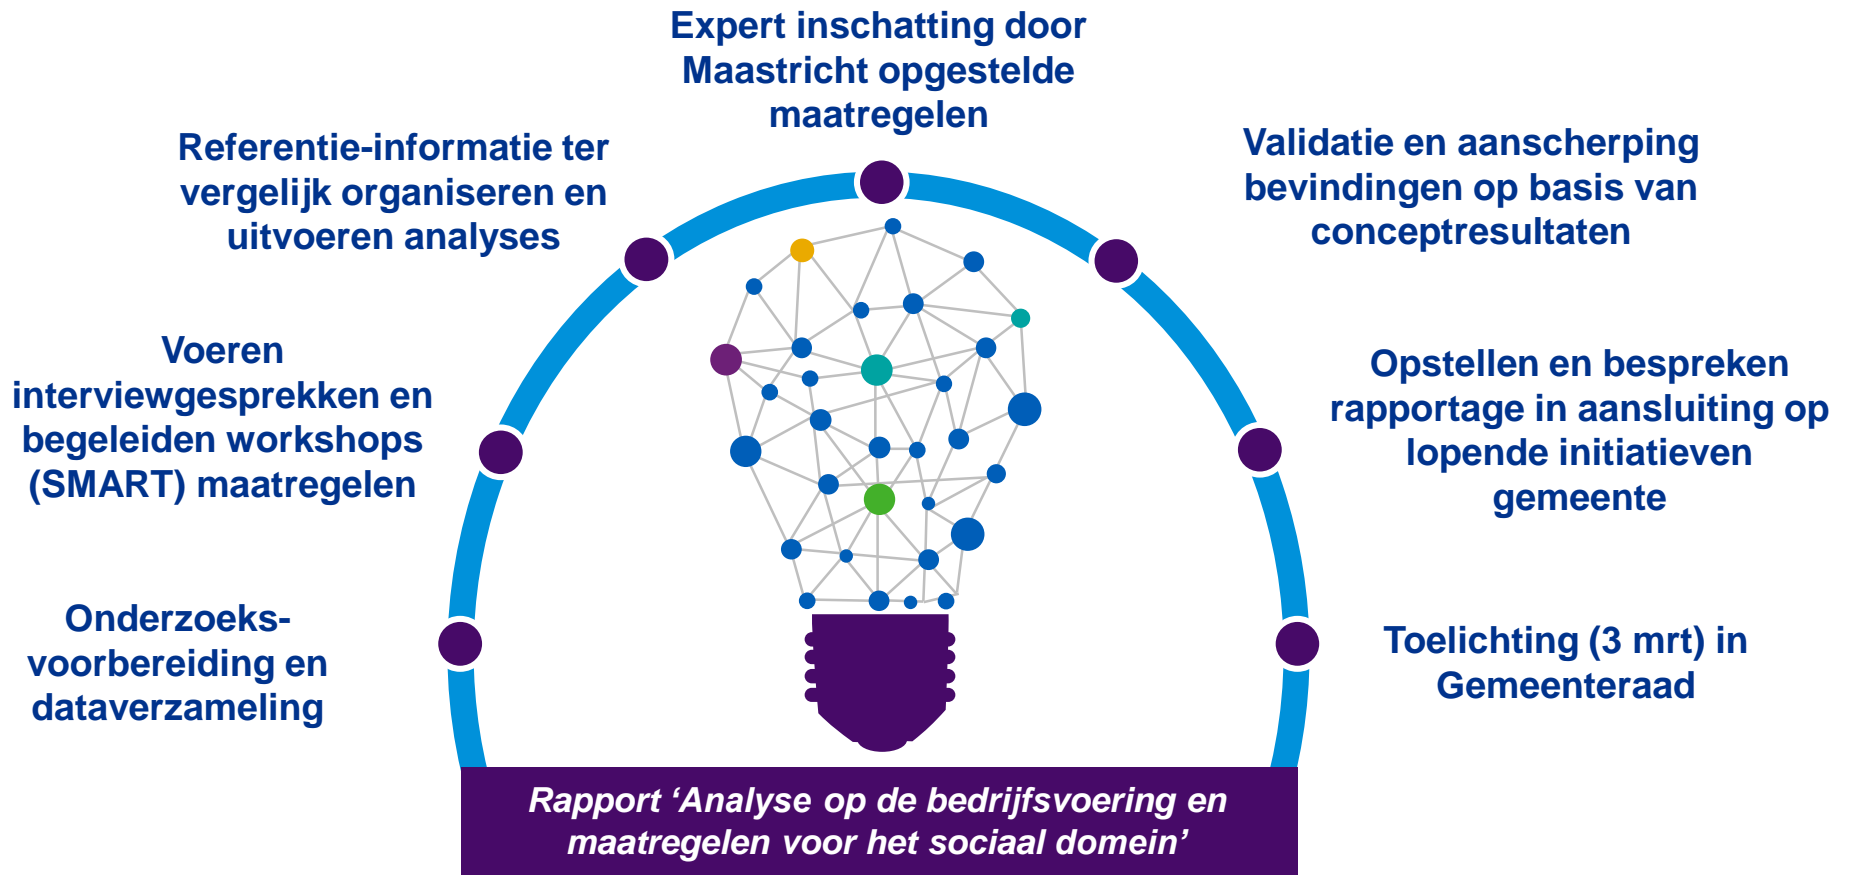 Expert inschatting door
Maastricht opgestelde
maatregelen
Referentie-informatie ter
vergelijk organiseren en
uitvoeren analyses
Validatie en aanscherping
bevindingen op basis van
conceptresultaten
Voeren
interviewgesprekken en
begeleiden workshops
(SMART) maatregelen
Opstellen en bespreken
rapportage in aansluiting op
lopende initiatieven
gemeente
Onderzoeks-
voorbereiding en
dataverzameling
Toelichting (3 mrt) in
Gemeenteraad
Rapport ‘Analyse op de bedrijfsvoering en
maatregelen voor het sociaal domein’